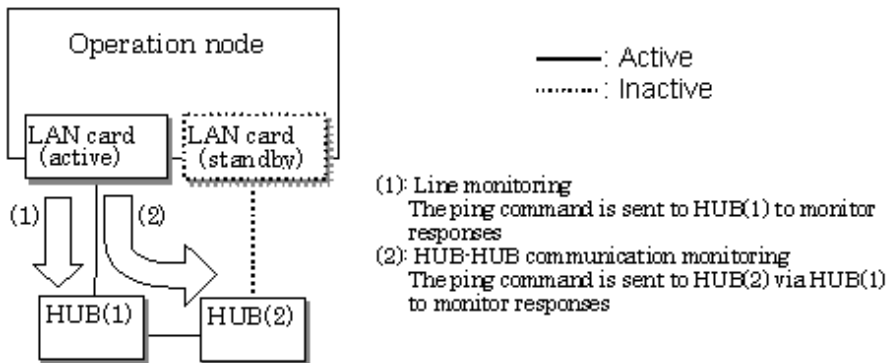 Operation node
LAN card
(active)
LAN card
(standby)
: Active
: Inactive
(1)
(2)
HUB(1)
HUB(2)
(1): Line monitoring
The ping command is sent to HUB(1) to monitor
responses
(2): HUB-HUB communication monitoring
The ping command is sent to HUB(2) via HUB(1)
to monitor responses